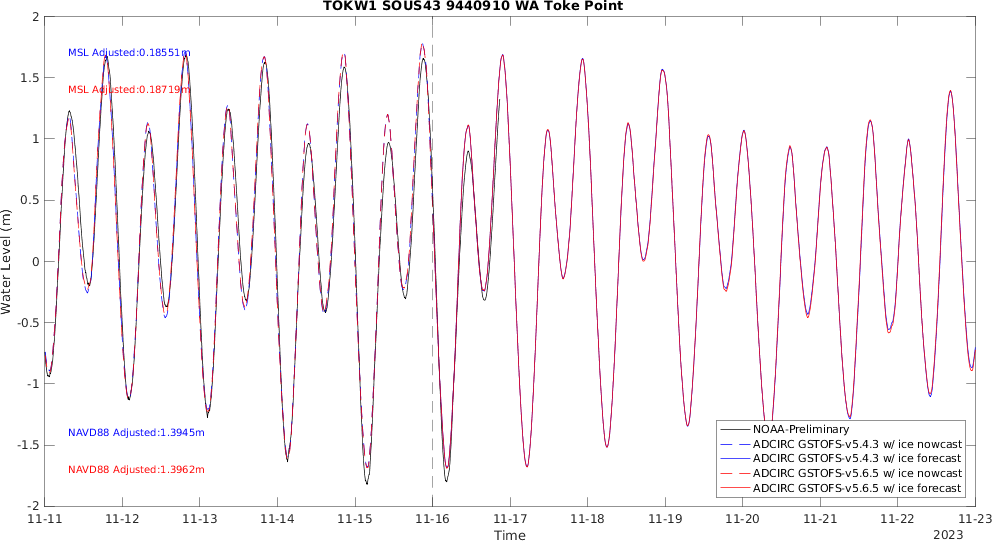 TOKW1 SOUS43 9440910 WA Toke Point
2
1.5
1
0.5
0
-0.5
-1
-1.5
-2
Water Level (m)
MSL Adjusted:0.18551m
MSL Adjusted:0.18719m
NAVD88 Adjusted:1.3945m
NAVD88 Adjusted:1.3962m
NOAA-Preliminary
ADCIRC GSTOFS-v5.4.3 w/ ice nowcast
ADCIRC GSTOFS-v5.4.3 w/ ice forecast
ADCIRC GSTOFS-v5.6.5 w/ ice nowcast
ADCIRC GSTOFS-v5.6.5 w/ ice forecast
11-11 11-12 11-13 11-14 11-15 11-16 11-17 11-18 11-19 11-20 11-21 11-22 11-23
Time
2023